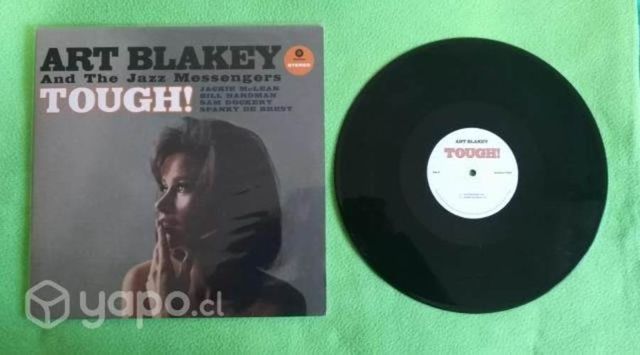 ART BLAKEY
And The Jazz Messengers
TOUGH!
STEREO
JACKIE McLEAN
BILL HARDMAN
SAM DOCKERY
SPANKY DE BREST
ART BLAKEY
TOUGH!
yapo.cl